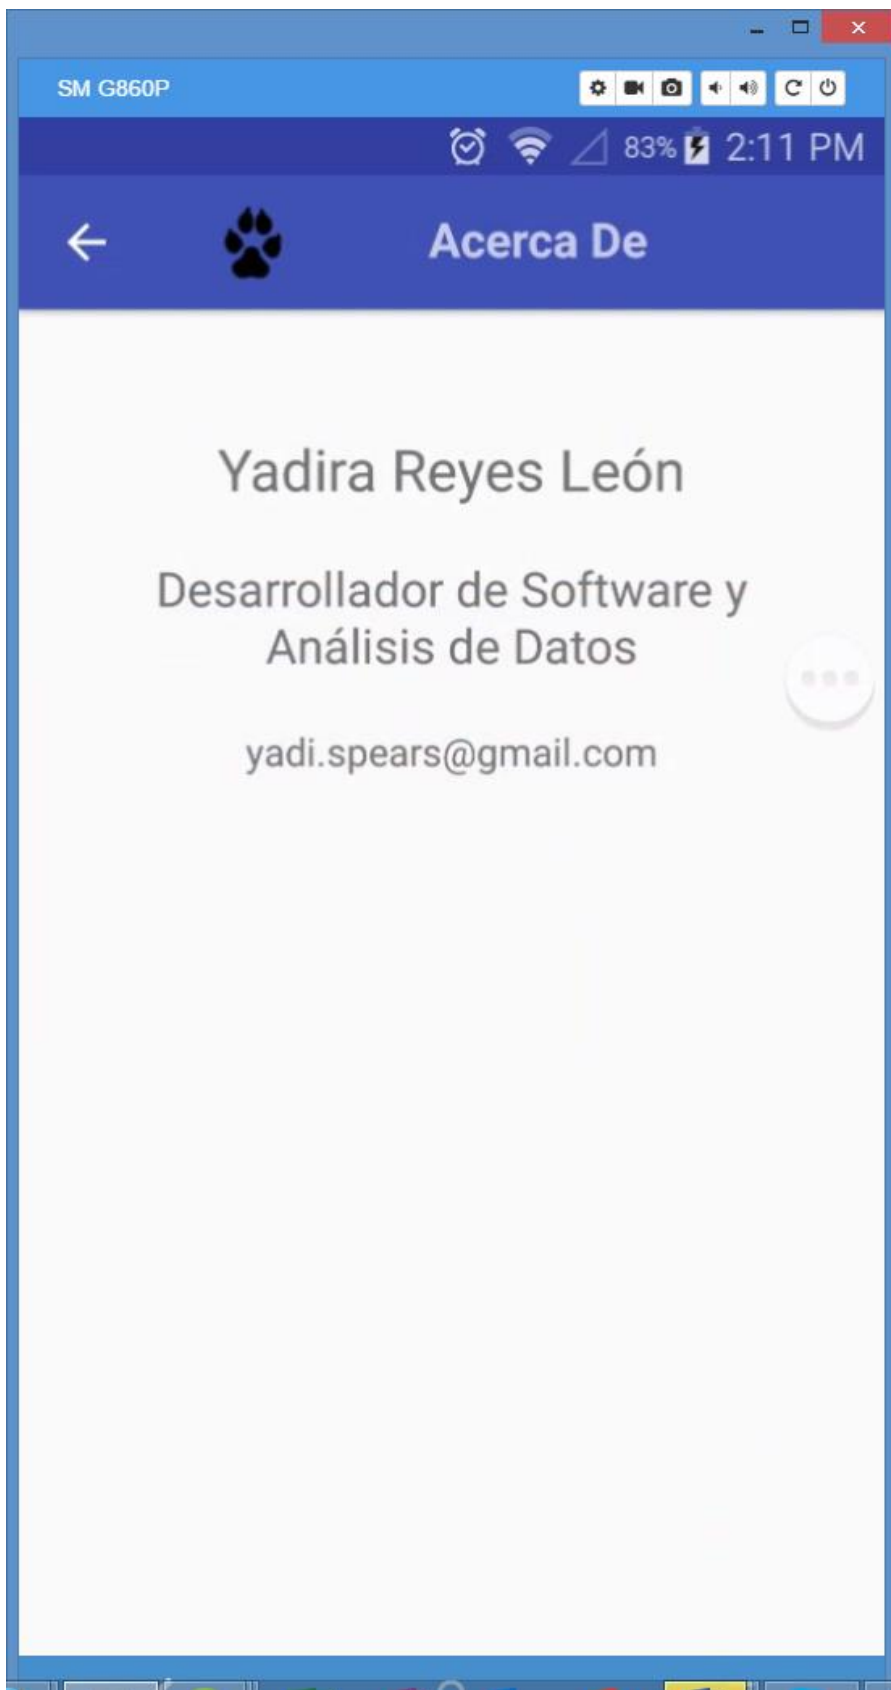 SM G860P
83% 2:11 PM
Acerca De
Yadira Reyes León
Desarrollador de Software y
Análisis de Datos
yadi.spears@gmail.com